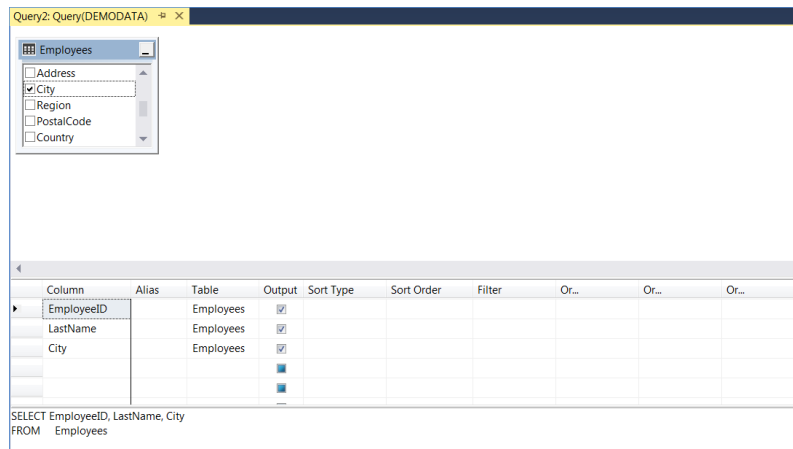 Query2: Query(DEMODATA)
Employees
Address
City
Region
PostalCode
Country
Column Alias Table Output Sort Type Sort Order Filter Or... Or... Or...
EmployeeID Employees
LastName Employees
City Employees
SELECT EmployeeID, LastName, City
FROM Employees